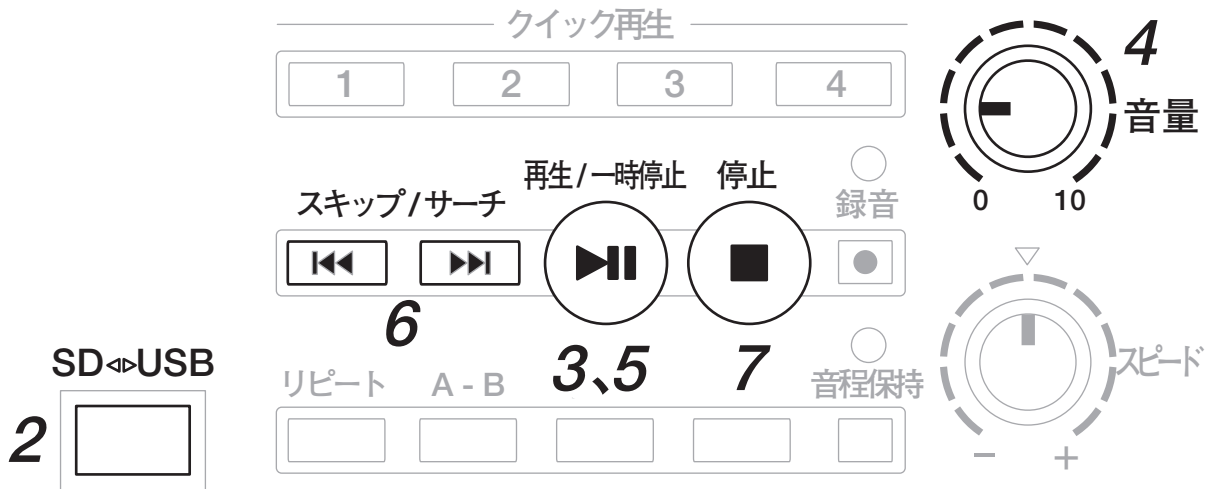 クイック再生
1 2 3 4
4
音量
0 10
スキップ/サーチ
再生/一時停止
停止
録音
6
3、5
7
SD⊲⊳USB
2
リピート
A - B
音程保持
スピード
− +